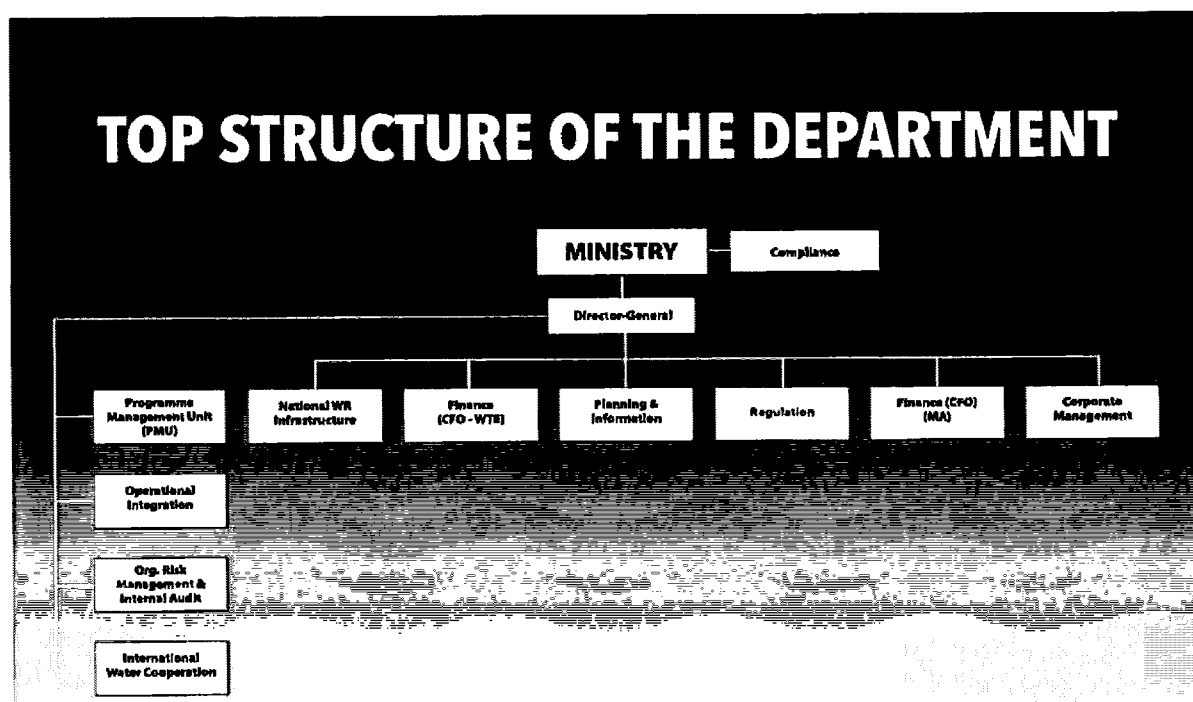 TOP STRUCTURE OF THE DEPARTMENT
MINISTRY
Compliance
Director-General
Programme
Management Unit
(PMU)
National WR
Infrastructure
Finance
(CFO - WTE)
Planning &
Information
Regulation
Finance (CFO)
(MA)
Corporate
Management
Operational
Integration
Org. Risk
Management &
Internal Audit
International
Water Cooperation